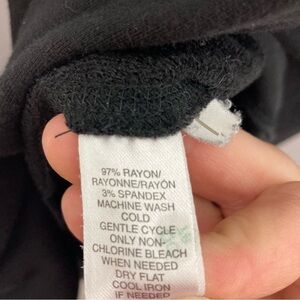 97% RAYON/
RAYONNE/RAYÓN
3% SPANDEX
MACHINE WASH
COLD
GENTLE CYCLE
ONLY NON-
CHLORINE BLEACH
WHEN NEEDED
DRY FLAT
COOL IRON
IF NEEDED